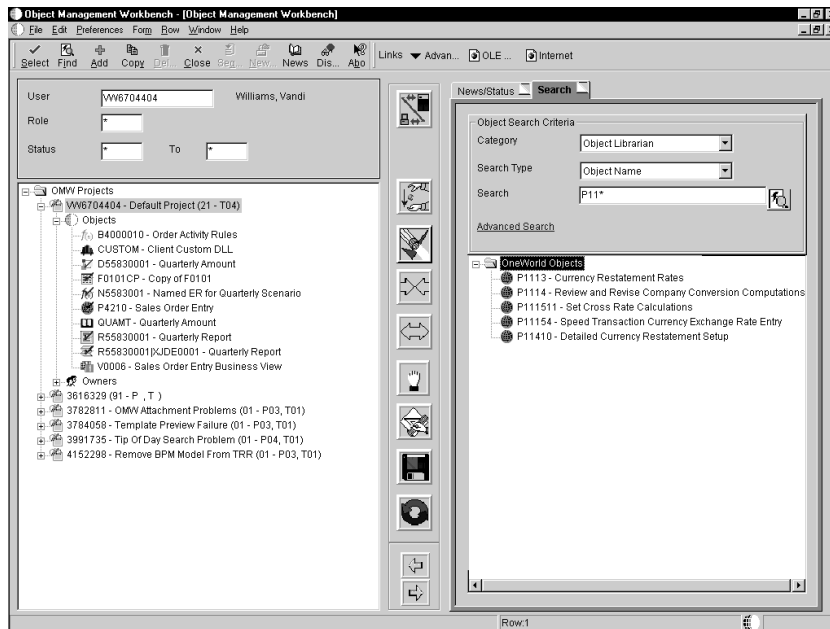 Object Management Workbench - [Object Management Workbench]
File Edit Preferences Form Row Window Help
Select Find Add Copy Del... Close Seq... New... News Dis... Abo Links Advan... OLE ... Internet
User VW6704404 Williams, Vandi
Role *
Status * To *
OMW Projects
VW6704404 - Default Project (21 - T04)
Objects
B4000010 - Order Activity Rules
CUSTOM - Client Custom DLL
D55830001 - Quarterly Amount
F0101CP - Copy of F0101
N5583001 - Named ER for Quarterly Scenario
P4210 - Sales Order Entry
QUAMT - Quarterly Amount
R55830001 - Quarterly Report
R55830001|XJDE0001 - Quarterly Report
V0006 - Sales Order Entry Business View
Owners
3616329 (91 - P , T )
3782811 - OMW Attachment Problems (01 - P03, T01)
3784058 - Template Preview Failure (01 - P03, T01)
3991735 - Tip Of Day Search Problem (01 - P04, T01)
4152298 - Remove BPM Model From TRR (01 - P03, T01)
News/Status Search
Object Search Criteria
Category Object Librarian
Search Type Object Name
Search P11*
Advanced Search
OneWorld Objects
P1113 - Currency Restatement Rates
P1114 - Review and Revise Company Conversion Computations
P111511 - Set Cross Rate Calculations
P11154 - Speed Transaction Currency Exchange Rate Entry
P11410 - Detailed Currency Restatement Setup
Row:1